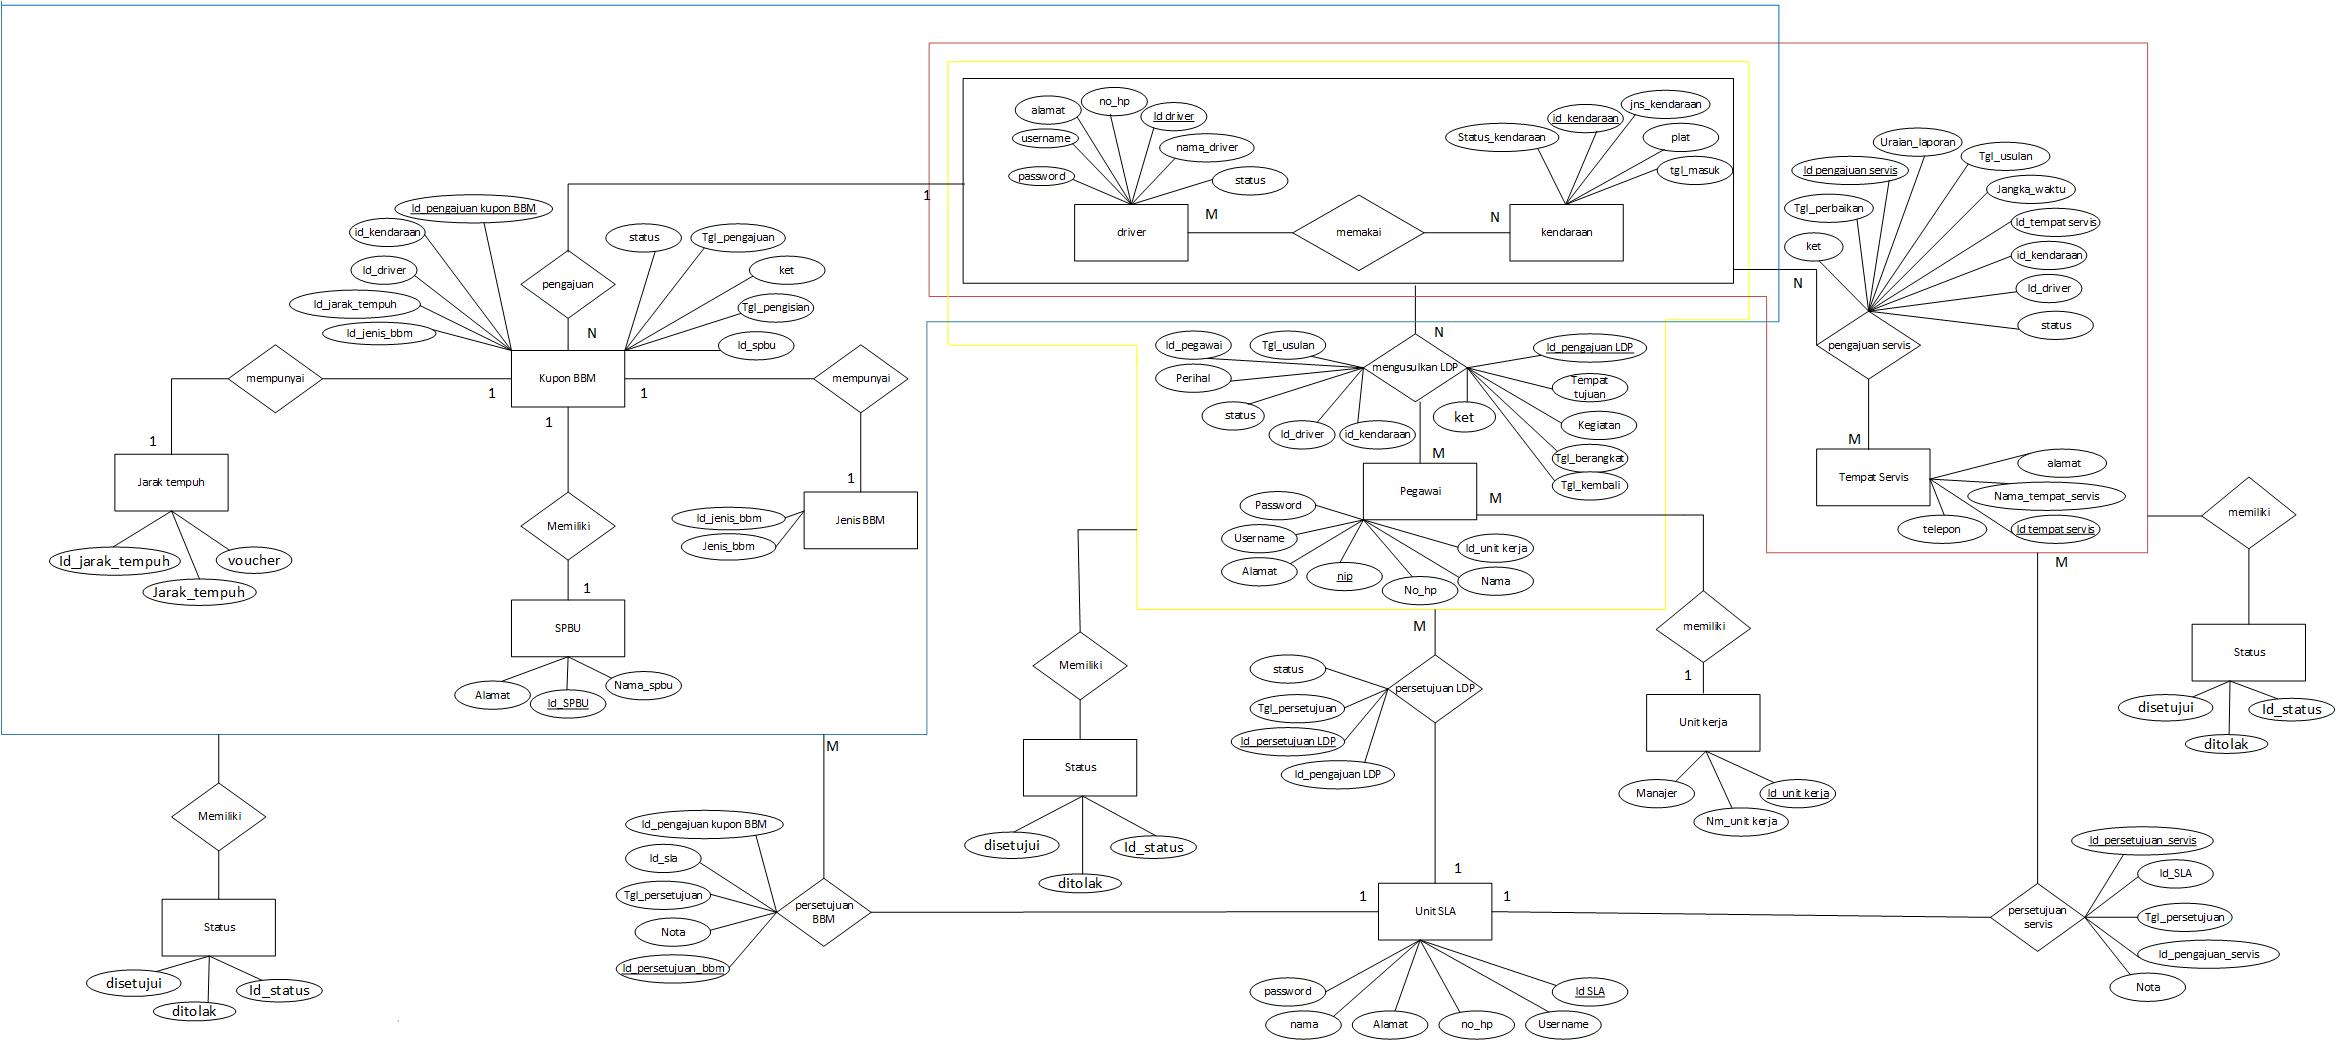 alamat
no_hp
Id driver
username
nama_driver
password
status
driver
M
memakai
N
kendaraan
Status_kendaraan
id_kendaraan
jns_kendaraan
plat
tgl_masuk
1
Id_pengajuan kupon BBM
id_kendaraan
Id_driver
Id_jarak_tempuh
Id_jenis_bbm
pengajuan
N
status
Tgl_pengajuan
ket
Tgl_pengisian
Id_spbu
mempunyai
1
Kupon BBM
1
mempunyai
1
1
Jarak tempuh
Id_jarak_tempuh
Jarak_tempuh
voucher
Memiliki
1
SPBU
Alamat
Id_SPBU
Nama_spbu
1
Jenis BBM
Id_jenis_bbm
Jenis_bbm
N
Id pengajuan servis
Uraian_laporan
Tgl_usulan
Jangka_waktu
Tgl_perbaikan
Id_tempat servis
ket
id_kendaraan
Id_driver
status
pengajuan servis
M
Tempat Servis
alamat
Nama_tempat_servis
Id tempat servis
telepon
N
Id_pegawai
Tgl_usulan
Perihal
status
Id_driver
id_kendaraan
mengusulkan LDP
ket
Id_pengajuan LDP
Tempat
tujuan
Kegiatan
Tgl_berangkat
Tgl_kembali
M
Pegawai
M
Password
Username
Alamat
nip
No_hp
Nama
Id_unit kerja
memiliki
1
Unit kerja
Manajer
Nm_unit kerja
Id_unit kerja
memiliki
Status
disetujui
ditolak
Id_status
Memiliki
Status
disetujui
ditolak
Id_status
M
persetujuan LDP
status
Tgl_persetujuan
Id_persetujuan LDP
Id_pengajuan LDP
1
Memiliki
Status
disetujui
ditolak
Id_status
M
Id_pengajuan kupon BBM
Id_sla
Tgl_persetujuan
Nota
Id_persetujuan_bbm
persetujuan
BBM
1
Unit SLA
1
password
nama
Alamat
no_hp
Username
Id SLA
M
persetujuan
servis
Id_persetujuan_servis
Id_SLA
Tgl_persetujuan
Id_pengajuan_servis
Nota